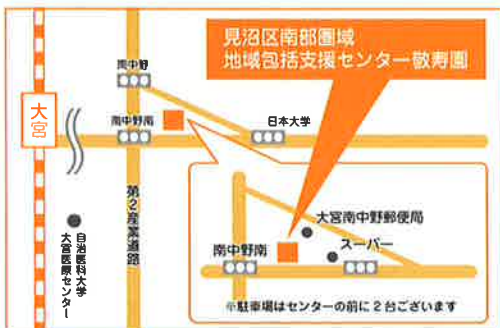 見沼区南部圏域
地域包括支援センター敬寿園
南中野
大宮
南中野南
日本大学
第2産業道路
自治医科大学
大宮医療センター
大宮南中野郵便局
南中野南
スーパー
※駐車場はセンターの前に2台ございます